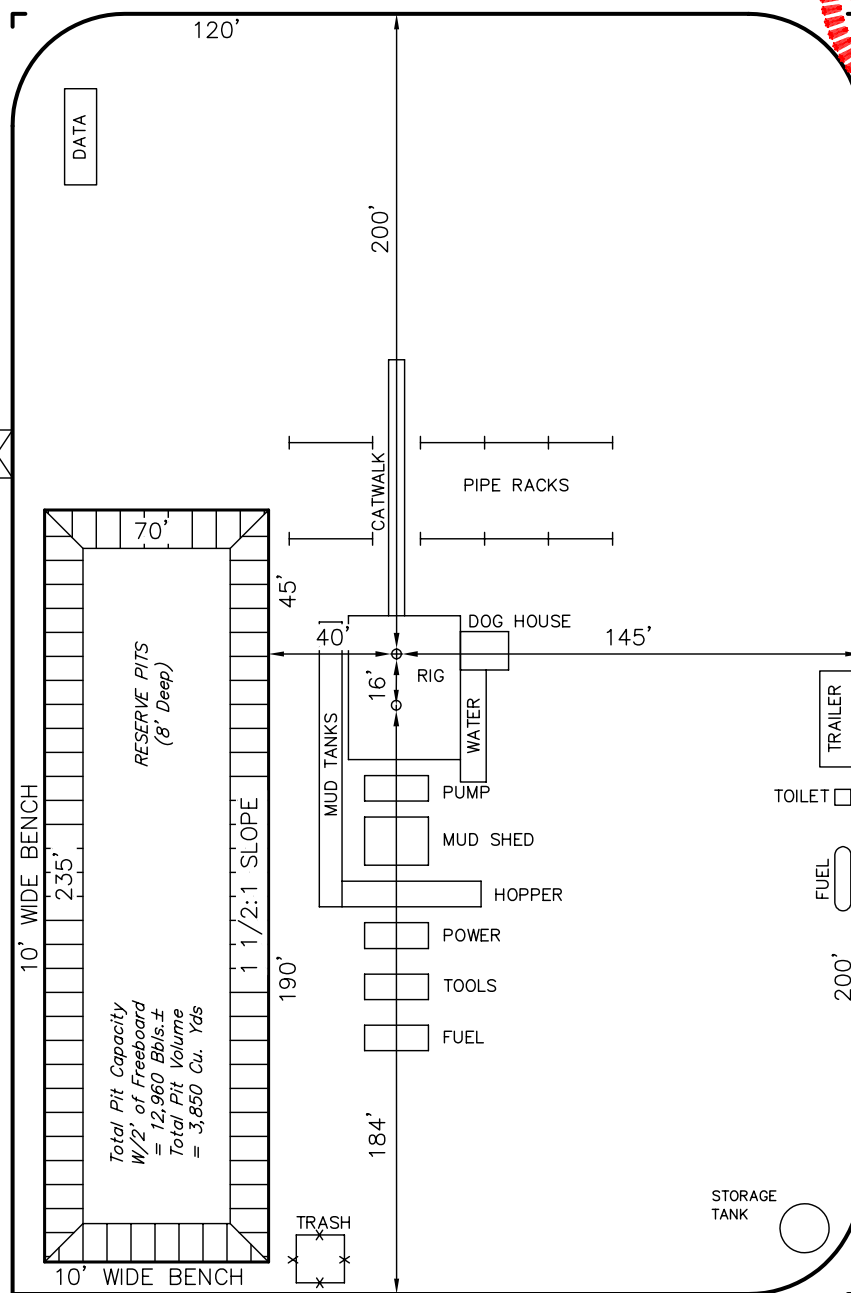 120'
DATA
200'
CATWALK
PIPE RACKS
70'
45'
40'
DOG HOUSE
145'
RIG
16'
RESERVE PITS
(8' Deep)
MUD TANKS
WATER
TRAILER
PUMP
TOILET
MUD SHED
10' WIDE BENCH
235'
1 1/2:1 SLOPE
FUEL
HOPPER
POWER
190'
TOOLS
200'
FUEL
Total Pit Capacity
W/2' of Freeboard
= 12,960 Bbls.±
Total Pit Volume
= 3,850 Cu. Yds
184'
STORAGE
TANK
TRASH
10' WIDE BENCH